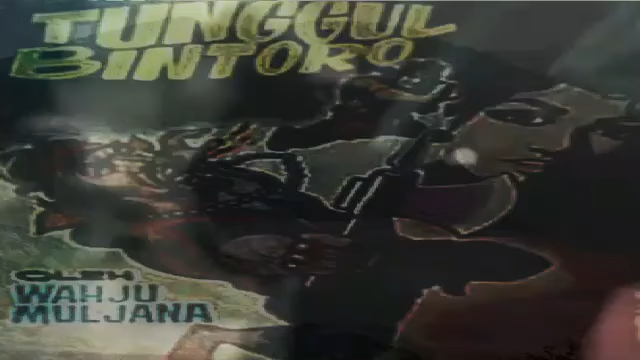 TUNGGUL
BINTORO
OLEH
WAHJU
MULJANA